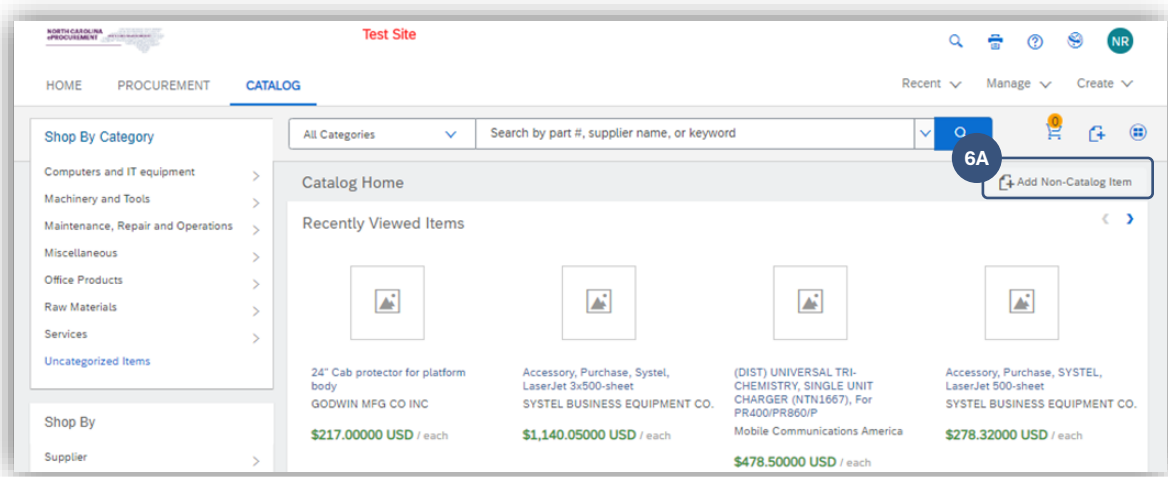 NORTH CAROLINA
ePROCUREMENT
Test Site
NR
HOME PROCUREMENT CATALOG
Recent Manage Create
Shop By Category
Computers and IT equipment
Machinery and Tools
Maintenance, Repair and Operations
Miscellaneous
Office Products
Raw Materials
Services
Uncategorized Items
Shop By
Supplier
All Categories
Search by part #, supplier name, or keyword
0
6A
Catalog Home
Add Non-Catalog Item
Recently Viewed Items
24" Cab protector for platform
body
GODWIN MFG CO INC
$217.00000 USD / each
Accessory, Purchase, Systel,
LaserJet 3x500-sheet
SYSTEL BUSINESS EQUIPMENT CO.
$1,140.05000 USD / each
(DIST) UNIVERSAL TRI-
CHEMISTRY, SINGLE UNIT
CHARGER (NTN1667), For
PR400/PR860/P
Mobile Communications America
$478.50000 USD / each
Accessory, Purchase, SYSTEL,
LaserJet 500-sheet
SYSTEL BUSINESS EQUIPMENT CO.
$278.32000 USD / each